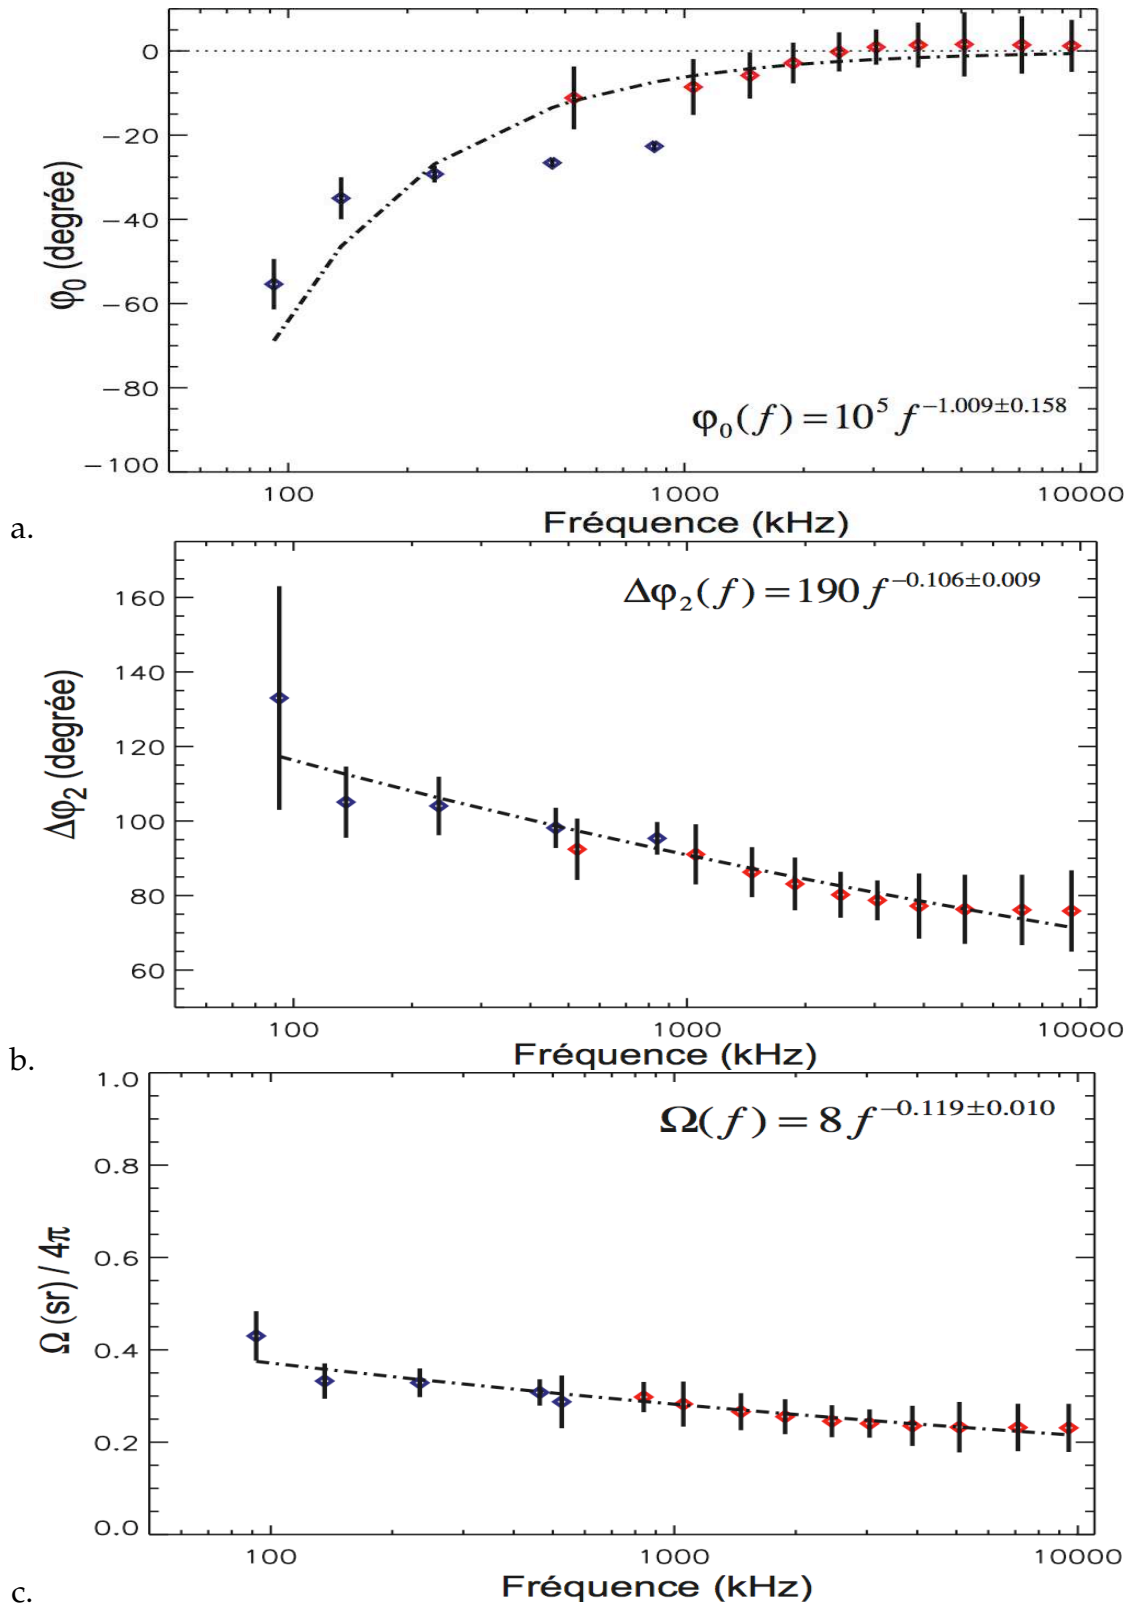 0
−20
−40
−60
−80
−100
φ₀ (degrée)
φ₀(f) = 10⁵ f^−1.009±0.158
100 1000 10000
Fréquence (kHz)
a.
160
140
120
100
80
60
Δφ₂ (degrée)
Δφ₂(f) = 190 f^−0.106±0.009
100 1000 10000
Fréquence (kHz)
b.
1.0
0.8
0.6
0.4
0.2
0.0
Ω (sr) / 4π
Ω(f) = 8 f^−0.119±0.010
100 1000 10000
Fréquence (kHz)
c.